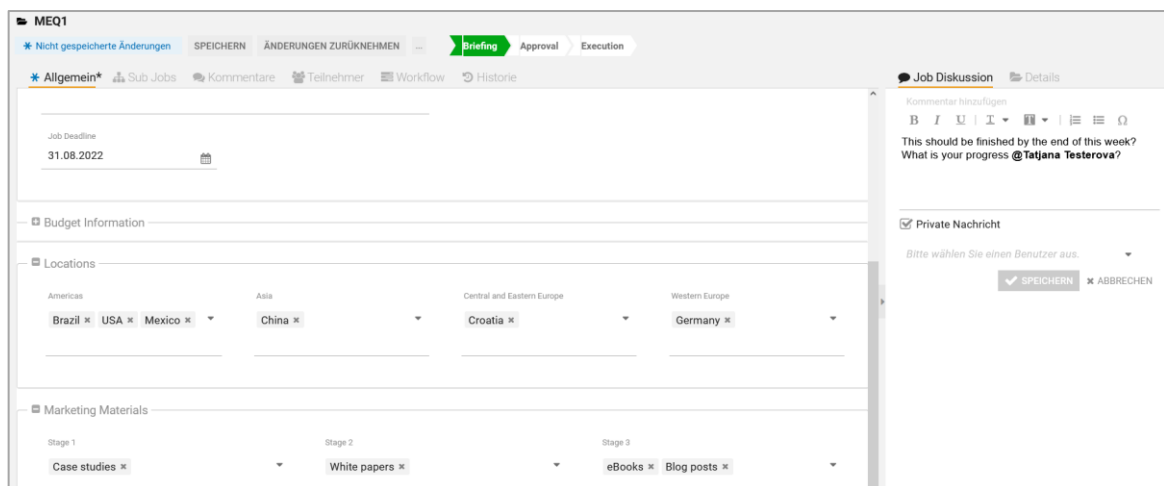 MEQ1
Nicht gespeicherte Änderungen SPEICHERN ÄNDERUNGEN ZURÜKNEHMEN ... Briefing Approval Execution
Allgemein* Sub Jobs Kommentare Teilnehmer Workflow Historie
Job Diskussion Details
Kommentar hinzufügen
B I U I T Ω
Job Deadline
31.08.2022
This should be finished by the end of this week?
What is your progress @Tatjana Testerova?
Private Nachricht
Bitte wählen Sie einen Benutzer aus.
SPEICHERN ABBRECHEN
Budget Information
Locations
Americas Asia Central and Eastern Europe Western Europe
Brazil USA Mexico China Croatia Germany
Marketing Materials
Stage 1 Stage 2 Stage 3
Case studies White papers eBooks Blog posts